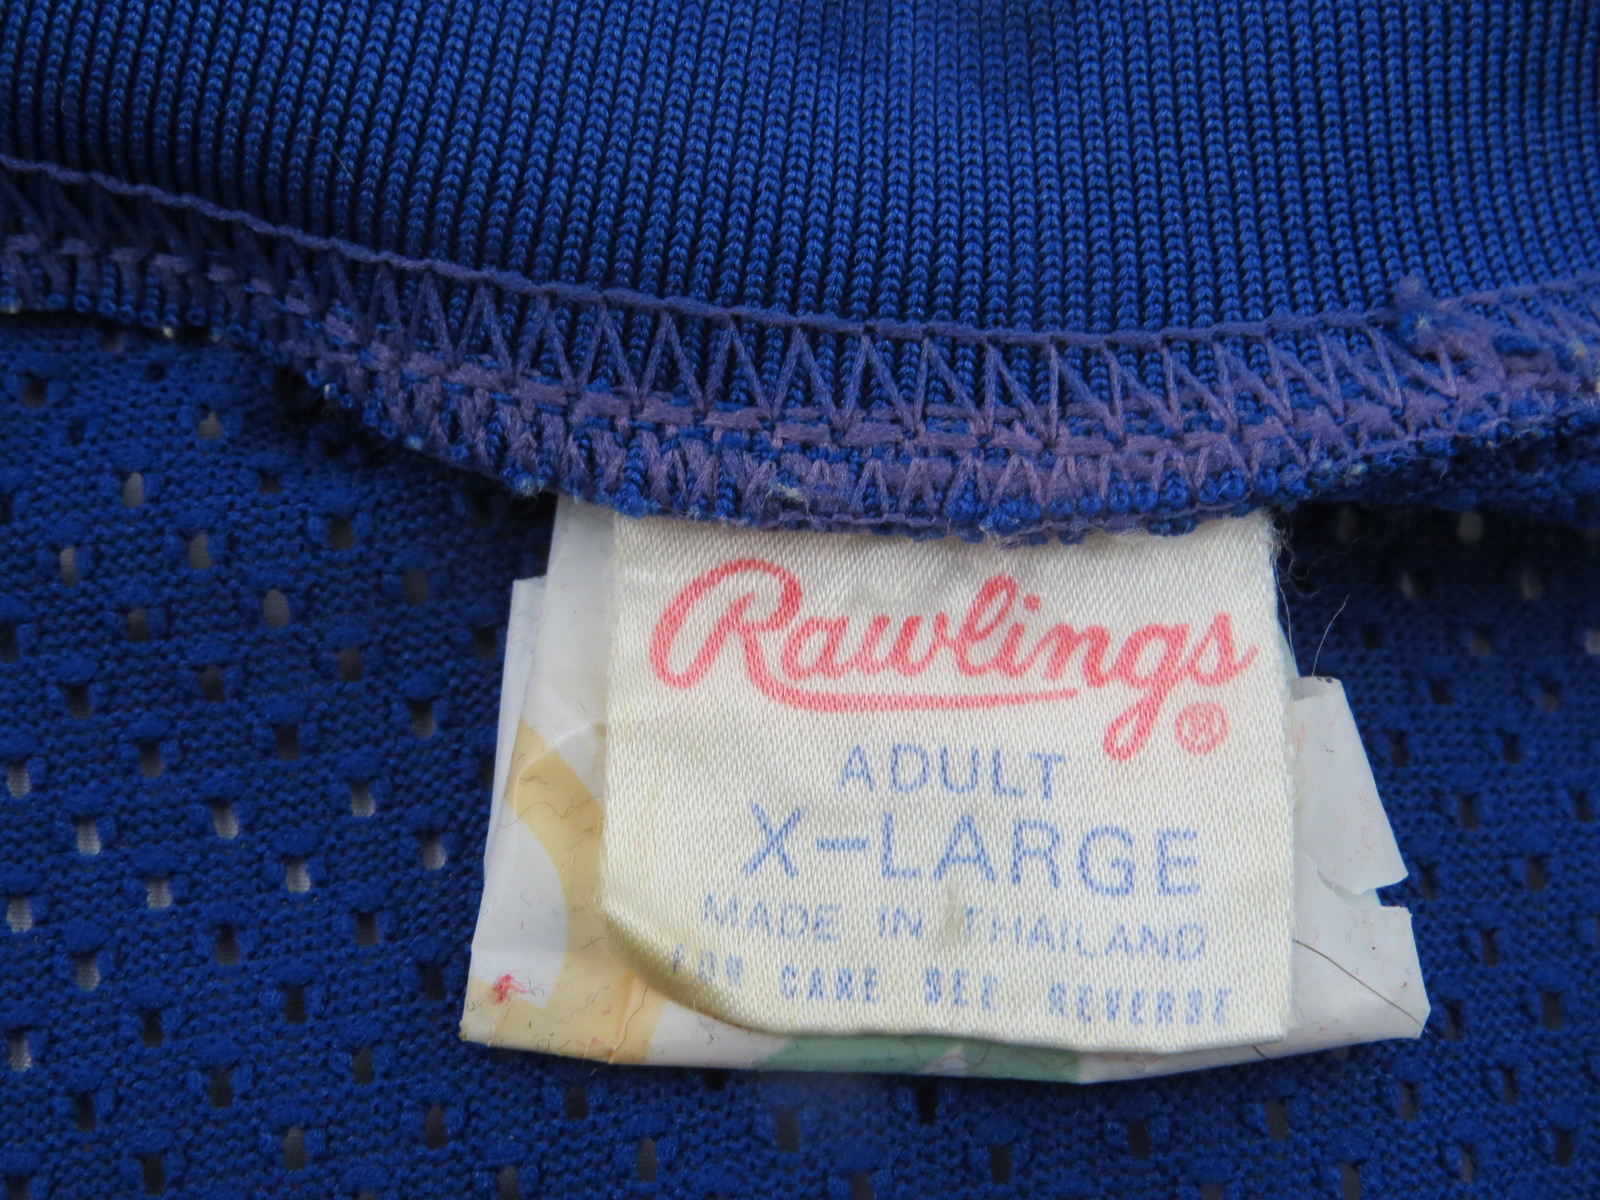 Rawlings®
ADULT
X-LARGE
MADE IN THAILAND
FOR CARE SEE REVERSE